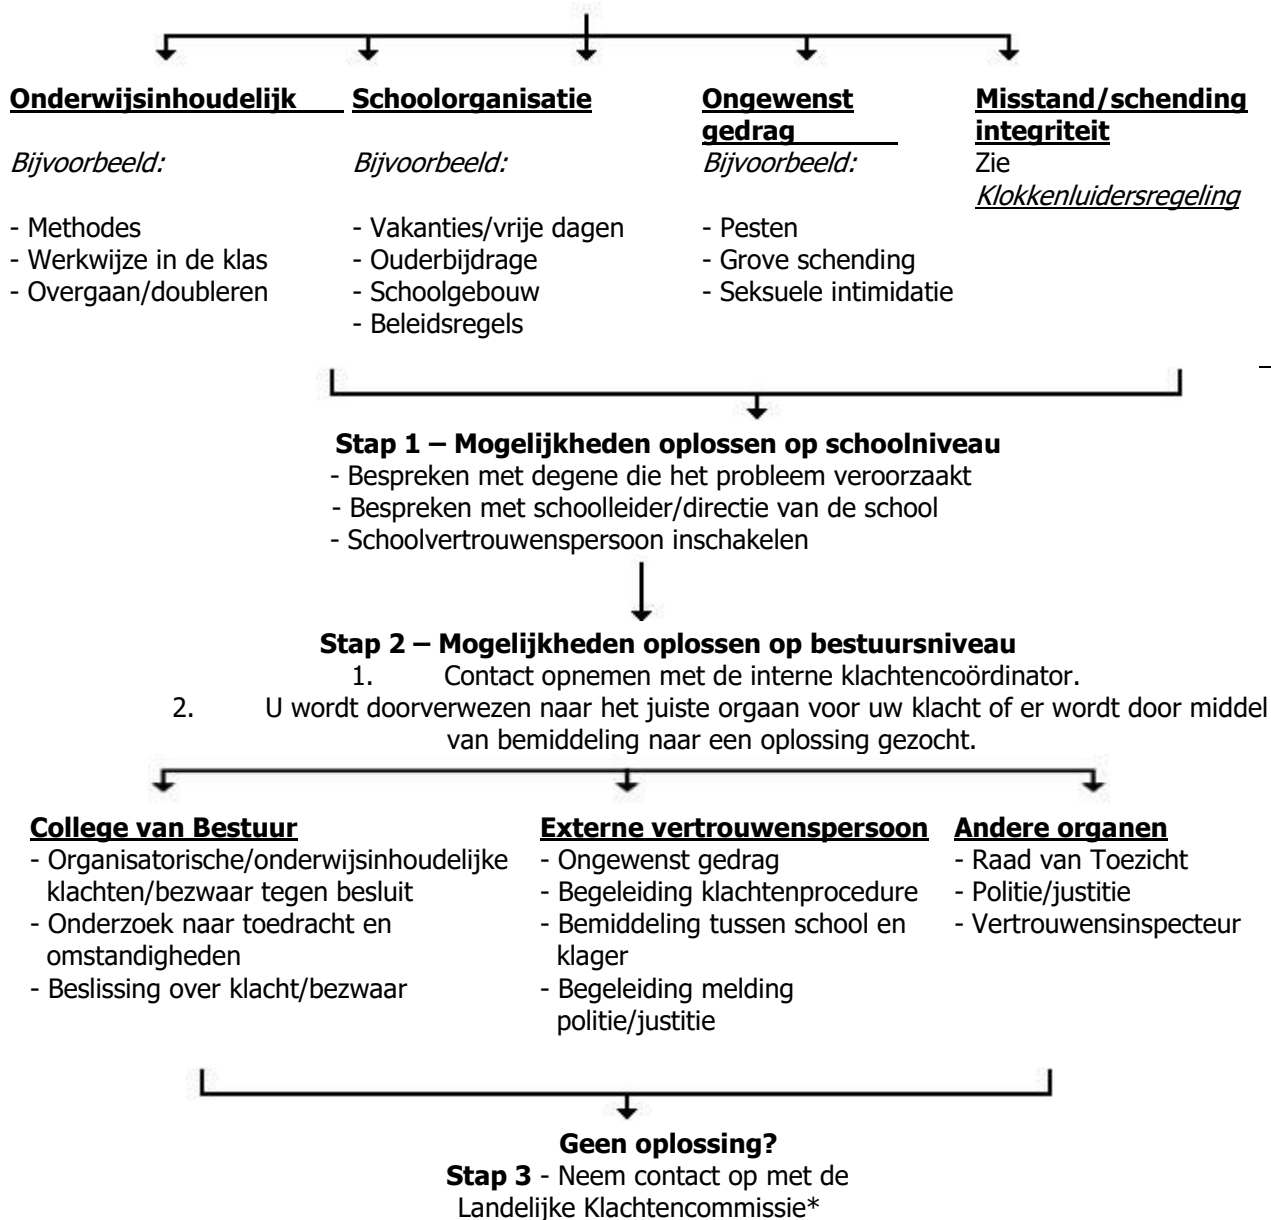 Onderwijsinhoudelijk
Bijvoorbeeld:
- Methodes
- Werkwijze in de klas
- Overgaan/doubleren
Schoolorganisatie
Bijvoorbeeld:
- Vakanties/vrije dagen
- Ouderbijdrage
- Schoolgebouw
- Beleidsregels
Ongewenst
gedrag
Bijvoorbeeld:
- Pesten
- Grove schending
- Seksuele intimidatie
Misstand/schending
integriteit
Zie
Klokkenluidersregeling
Stap 1 – Mogelijkheden oplossen op schoolniveau
- Bespreken met degene die het probleem veroorzaakt
- Bespreken met schoolleider/directie van de school
- Schoolvertrouwenspersoon inschakelen
Stap 2 – Mogelijkheden oplossen op bestuursniveau
1. Contact opnemen met de interne klachtencoördinator.
2. U wordt doorverwezen naar het juiste orgaan voor uw klacht of er wordt door middel
van bemiddeling naar een oplossing gezocht.
College van Bestuur
- Organisatorische/onderwijsinhoudelijke
klachten/bezwaar tegen besluit
- Onderzoek naar toedracht en
omstandigheden
- Beslissing over klacht/bezwaar
Externe vertrouwenspersoon
- Ongewenst gedrag
- Begeleiding klachtenprocedure
- Bemiddeling tussen school en
klager
- Begeleiding melding
politie/justitie
Andere organen
- Raad van Toezicht
- Politie/justitie
- Vertrouwensinspecteur
Geen oplossing?
Stap 3 - Neem contact op met de
Landelijke Klachtencommissie*